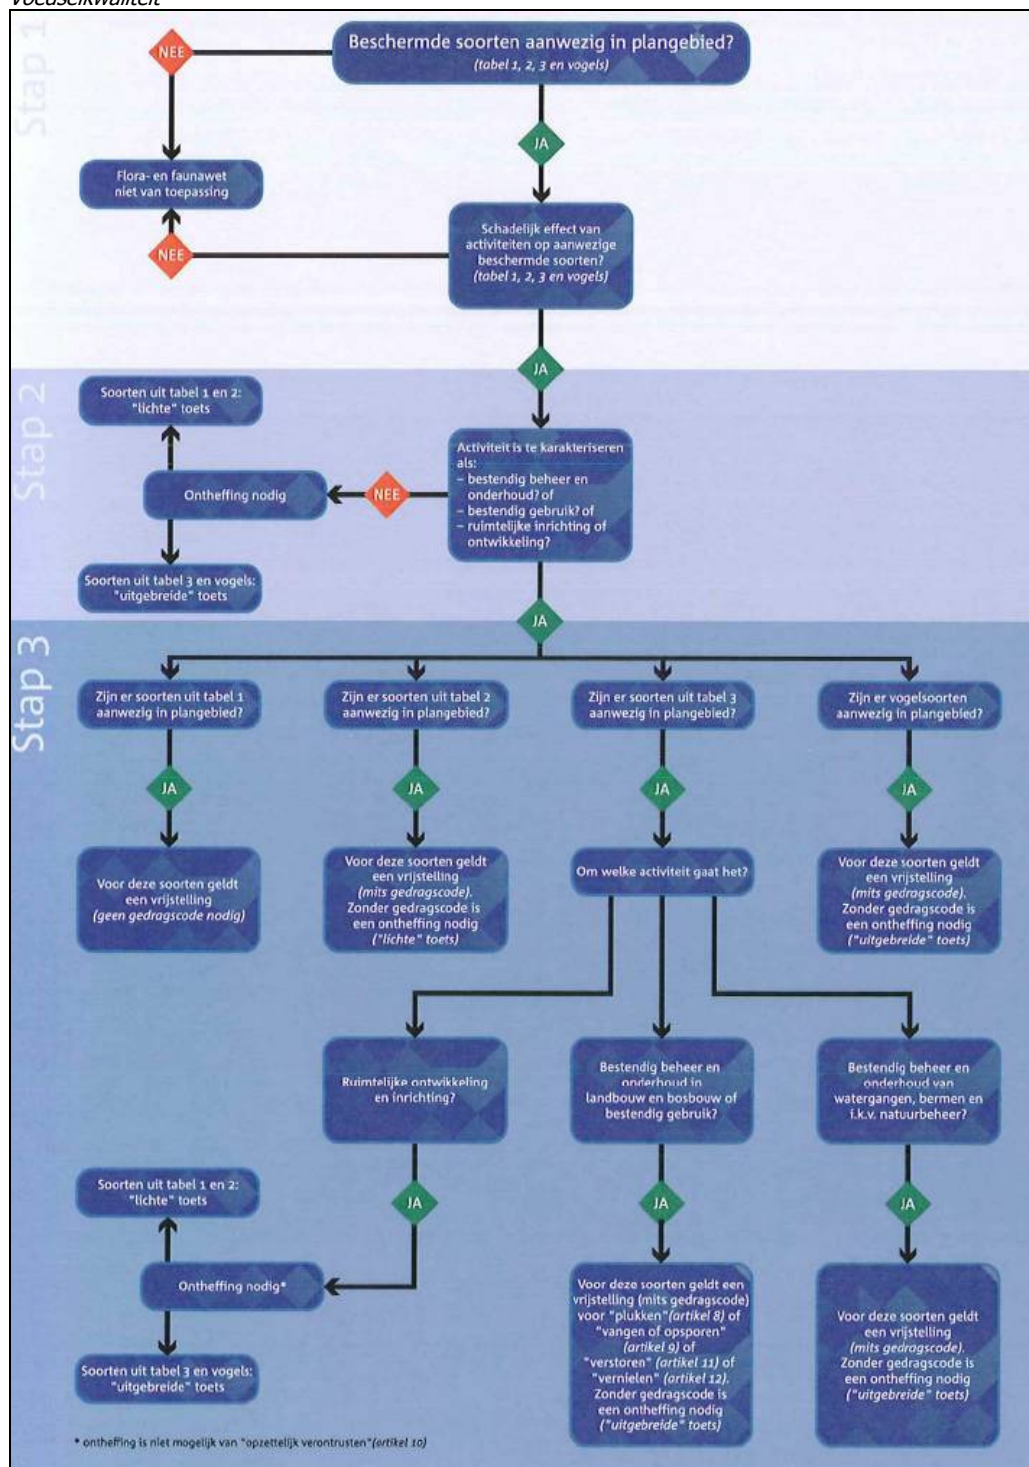 Voedselkwaliteit
Stap 1
Beschermde soorten aanwezig in plangebied?
(tabel 1, 2, 3 en vogels)
NEE
JA
Flora- en faunawet
niet van toepassing
Schadelijk effect van
activiteiten op aanwezige
beschermde soorten?
(tabel 1, 2, 3 en vogels)
NEE
JA
Stap 2
Soorten uit tabel 1 en 2:
"lichte" toets
Activiteit is te karakteriseren
als:
– bestendig beheer en
onderhoud? of
– bestendig gebruik? of
– ruimtelijke inrichting of
ontwikkeling?
NEE
Ontheffing nodig
Soorten uit tabel 3 en vogels:
"uitgebreide" toets
JA
Stap 3
Zijn er soorten uit tabel 1
aanwezig in plangebied?
Zijn er soorten uit tabel 2
aanwezig in plangebied?
Zijn er soorten uit tabel 3
aanwezig in plangebied?
Zijn er vogelsoorten
aanwezig in plangebied?
JA
JA
JA
JA
Voor deze soorten geldt
een vrijstelling
(geen gedragscode nodig)
Voor deze soorten geldt
een vrijstelling
(mits gedragscode).
Zonder gedragscode is
een ontheffing nodig
("lichte" toets)
Om welke activiteit gaat het?
Voor deze soorten geldt
een vrijstelling
(mits gedragscode).
Zonder gedragscode is
een ontheffing nodig
("uitgebreide" toets)
Ruimtelijke ontwikkeling
en inrichting?
Bestendig beheer en
onderhoud in
landbouw en bosbouw of
bestendig gebruik?
Bestendig beheer en
onderhoud van
watergangen, bermen en
i.k.v. natuurbeheer?
JA
JA
JA
Soorten uit tabel 1 en 2:
"lichte" toets
Ontheffing nodig*
Soorten uit tabel 3 en vogels:
"uitgebreide" toets
Voor deze soorten geldt een
vrijstelling (mits gedragscode)
voor "plukken" (artikel 8) of
"vangen of opsporen"
(artikel 9) of
"verstoren" (artikel 11) of
"vernielen" (artikel 12).
Zonder gedragscode is
een ontheffing nodig
("uitgebreide" toets)
Voor deze soorten geldt
een vrijstelling
(mits gedragscode).
Zonder gedragscode is
een ontheffing nodig
("uitgebreide" toets)
* ontheffing is niet mogelijk van "opzettelijk verontrusten" (artikel 10)